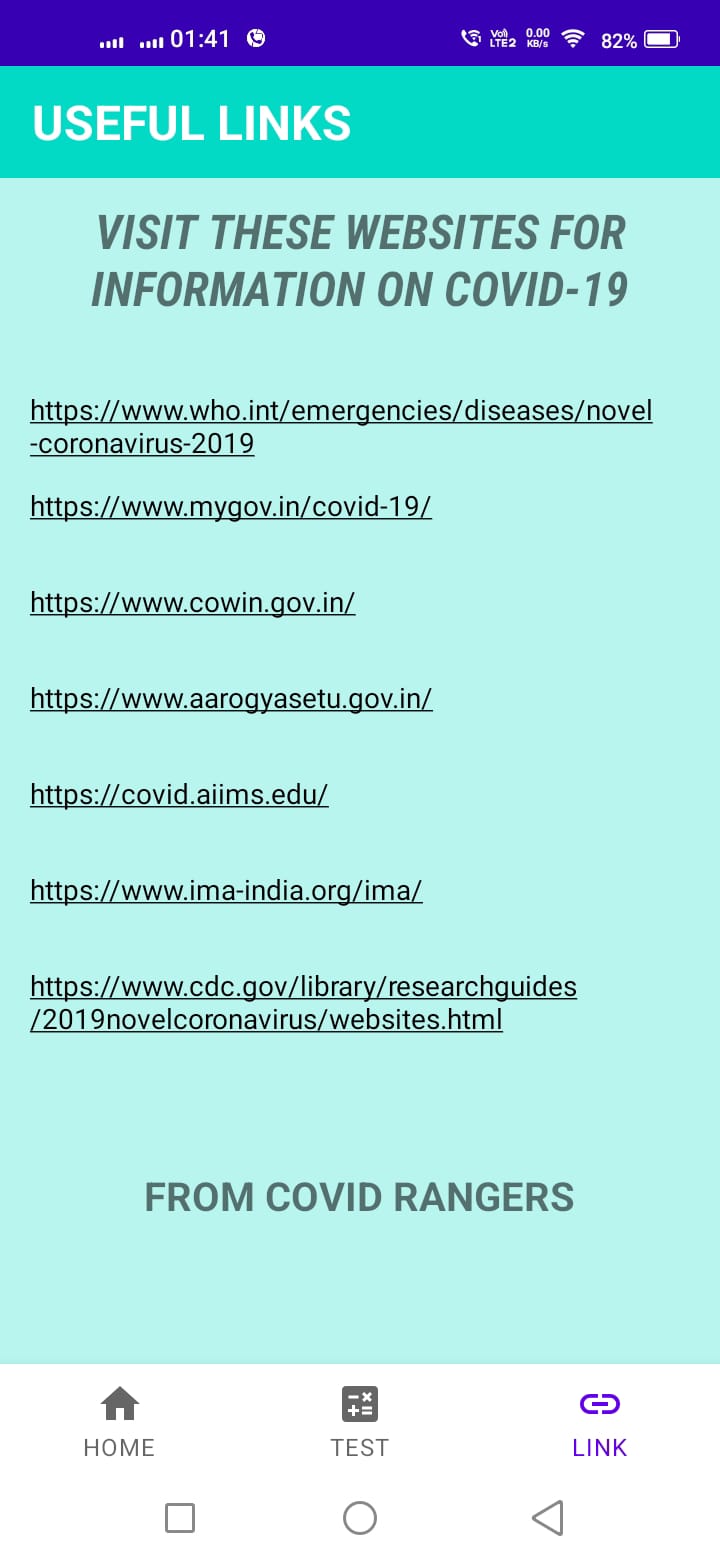 01:41
Vo)) 0.00
LTE2 KB/s
82%
USEFUL LINKS
VISIT THESE WEBSITES FOR
INFORMATION ON COVID-19
https://www.who.int/emergencies/diseases/novel
-coronavirus-2019
https://www.mygov.in/covid-19/
https://www.cowin.gov.in/
https://www.aarogyasetu.gov.in/
https://covid.aiims.edu/
https://www.ima-india.org/ima/
https://www.cdc.gov/library/researchguides
/2019novelcoronavirus/websites.html
FROM COVID RANGERS
HOME TEST LINK